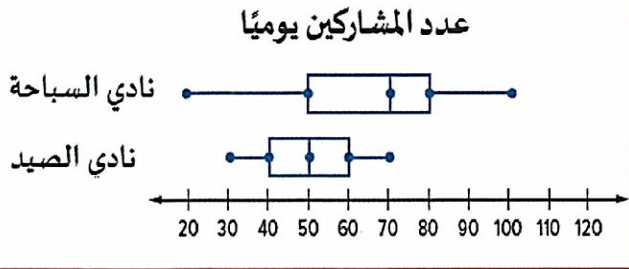 عدد المشاركين يوميًا
نادي السباحة
نادي الصيد
20 30 40 50 60 70 80 90 100 110 120